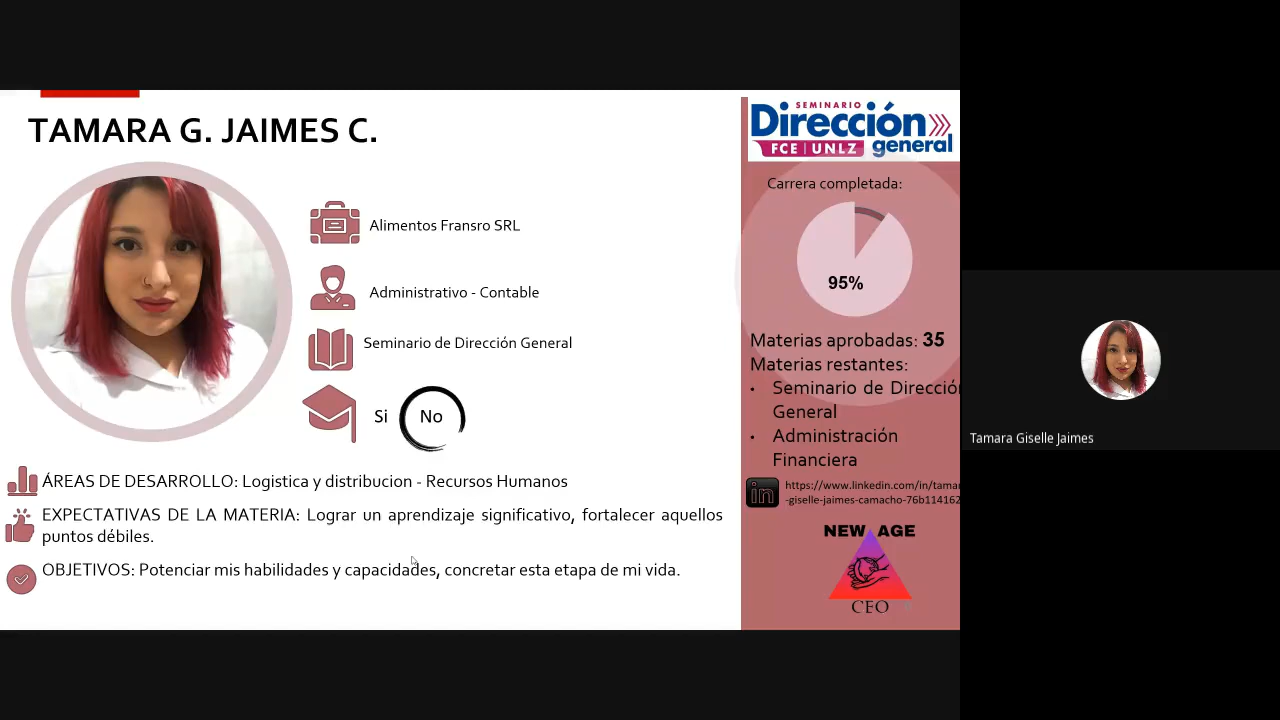 TAMARA G. JAIMES C.
Alimentos Fransro SRL
Administrativo - Contable
Seminario de Dirección General
Si No
ÁREAS DE DESARROLLO: Logistica y distribucion - Recursos Humanos
EXPECTATIVAS DE LA MATERIA: Lograr un aprendizaje significativo, fortalecer aquellos
puntos débiles.
OBJETIVOS: Potenciar mis habilidades y capacidades, concretar esta etapa de mi vida.
SEMINARIO
Dirección
general
FCE | UNLZ
Carrera completada:
95%
Materias aprobadas: 35
Materias restantes:
• Seminario de Dirección
General
• Administración
Financiera
in
https://www.linkedin.com/in/tamar
-giselle-jaimes-camacho-76b114162
NEW AGE
CEO
Tamara Giselle Jaimes